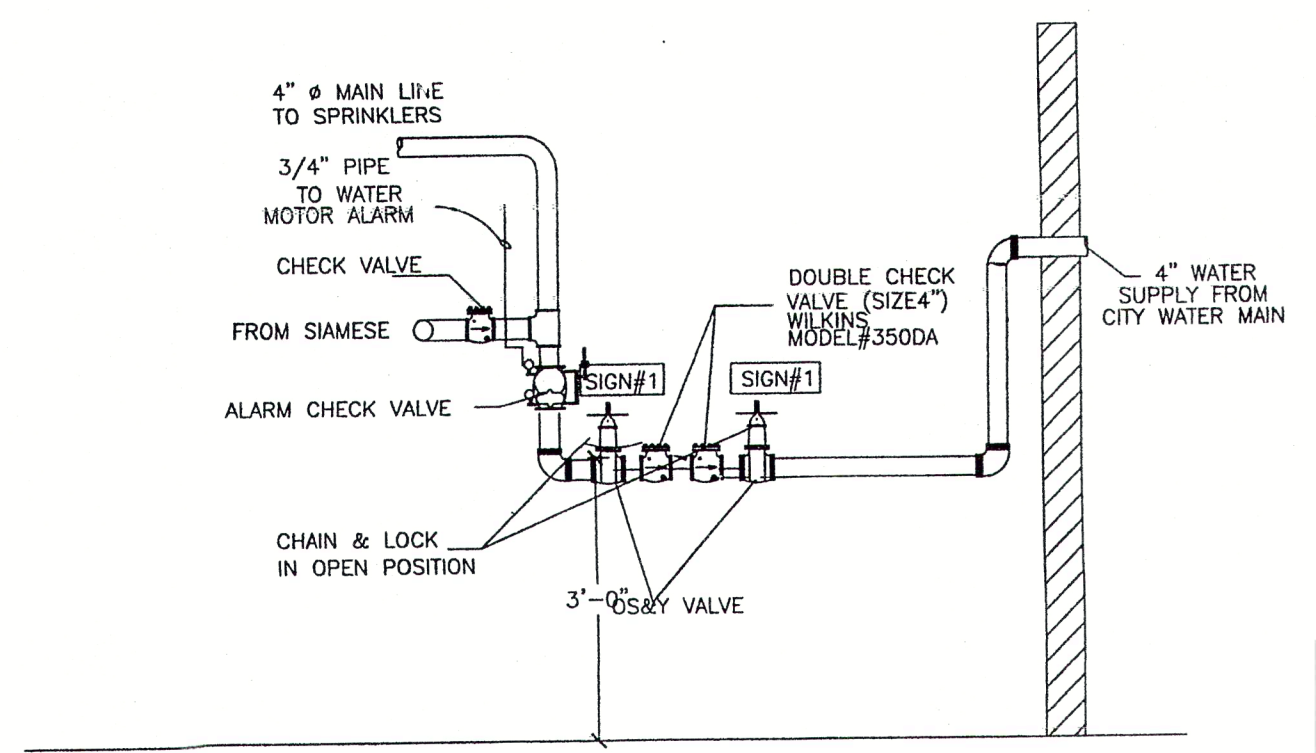 4" ø MAIN LINE
TO SPRINKLERS
3/4" PIPE
TO WATER
MOTOR ALARM
CHECK VALVE
FROM SIAMESE
ALARM CHECK VALVE
SIGN#1
SIGN#1
DOUBLE CHECK
VALVE (SIZE4")
WILKINS
MODEL#350DA
4" WATER
SUPPLY FROM
CITY WATER MAIN
CHAIN & LOCK
IN OPEN POSITION
3'-0"
OS&Y VALVE